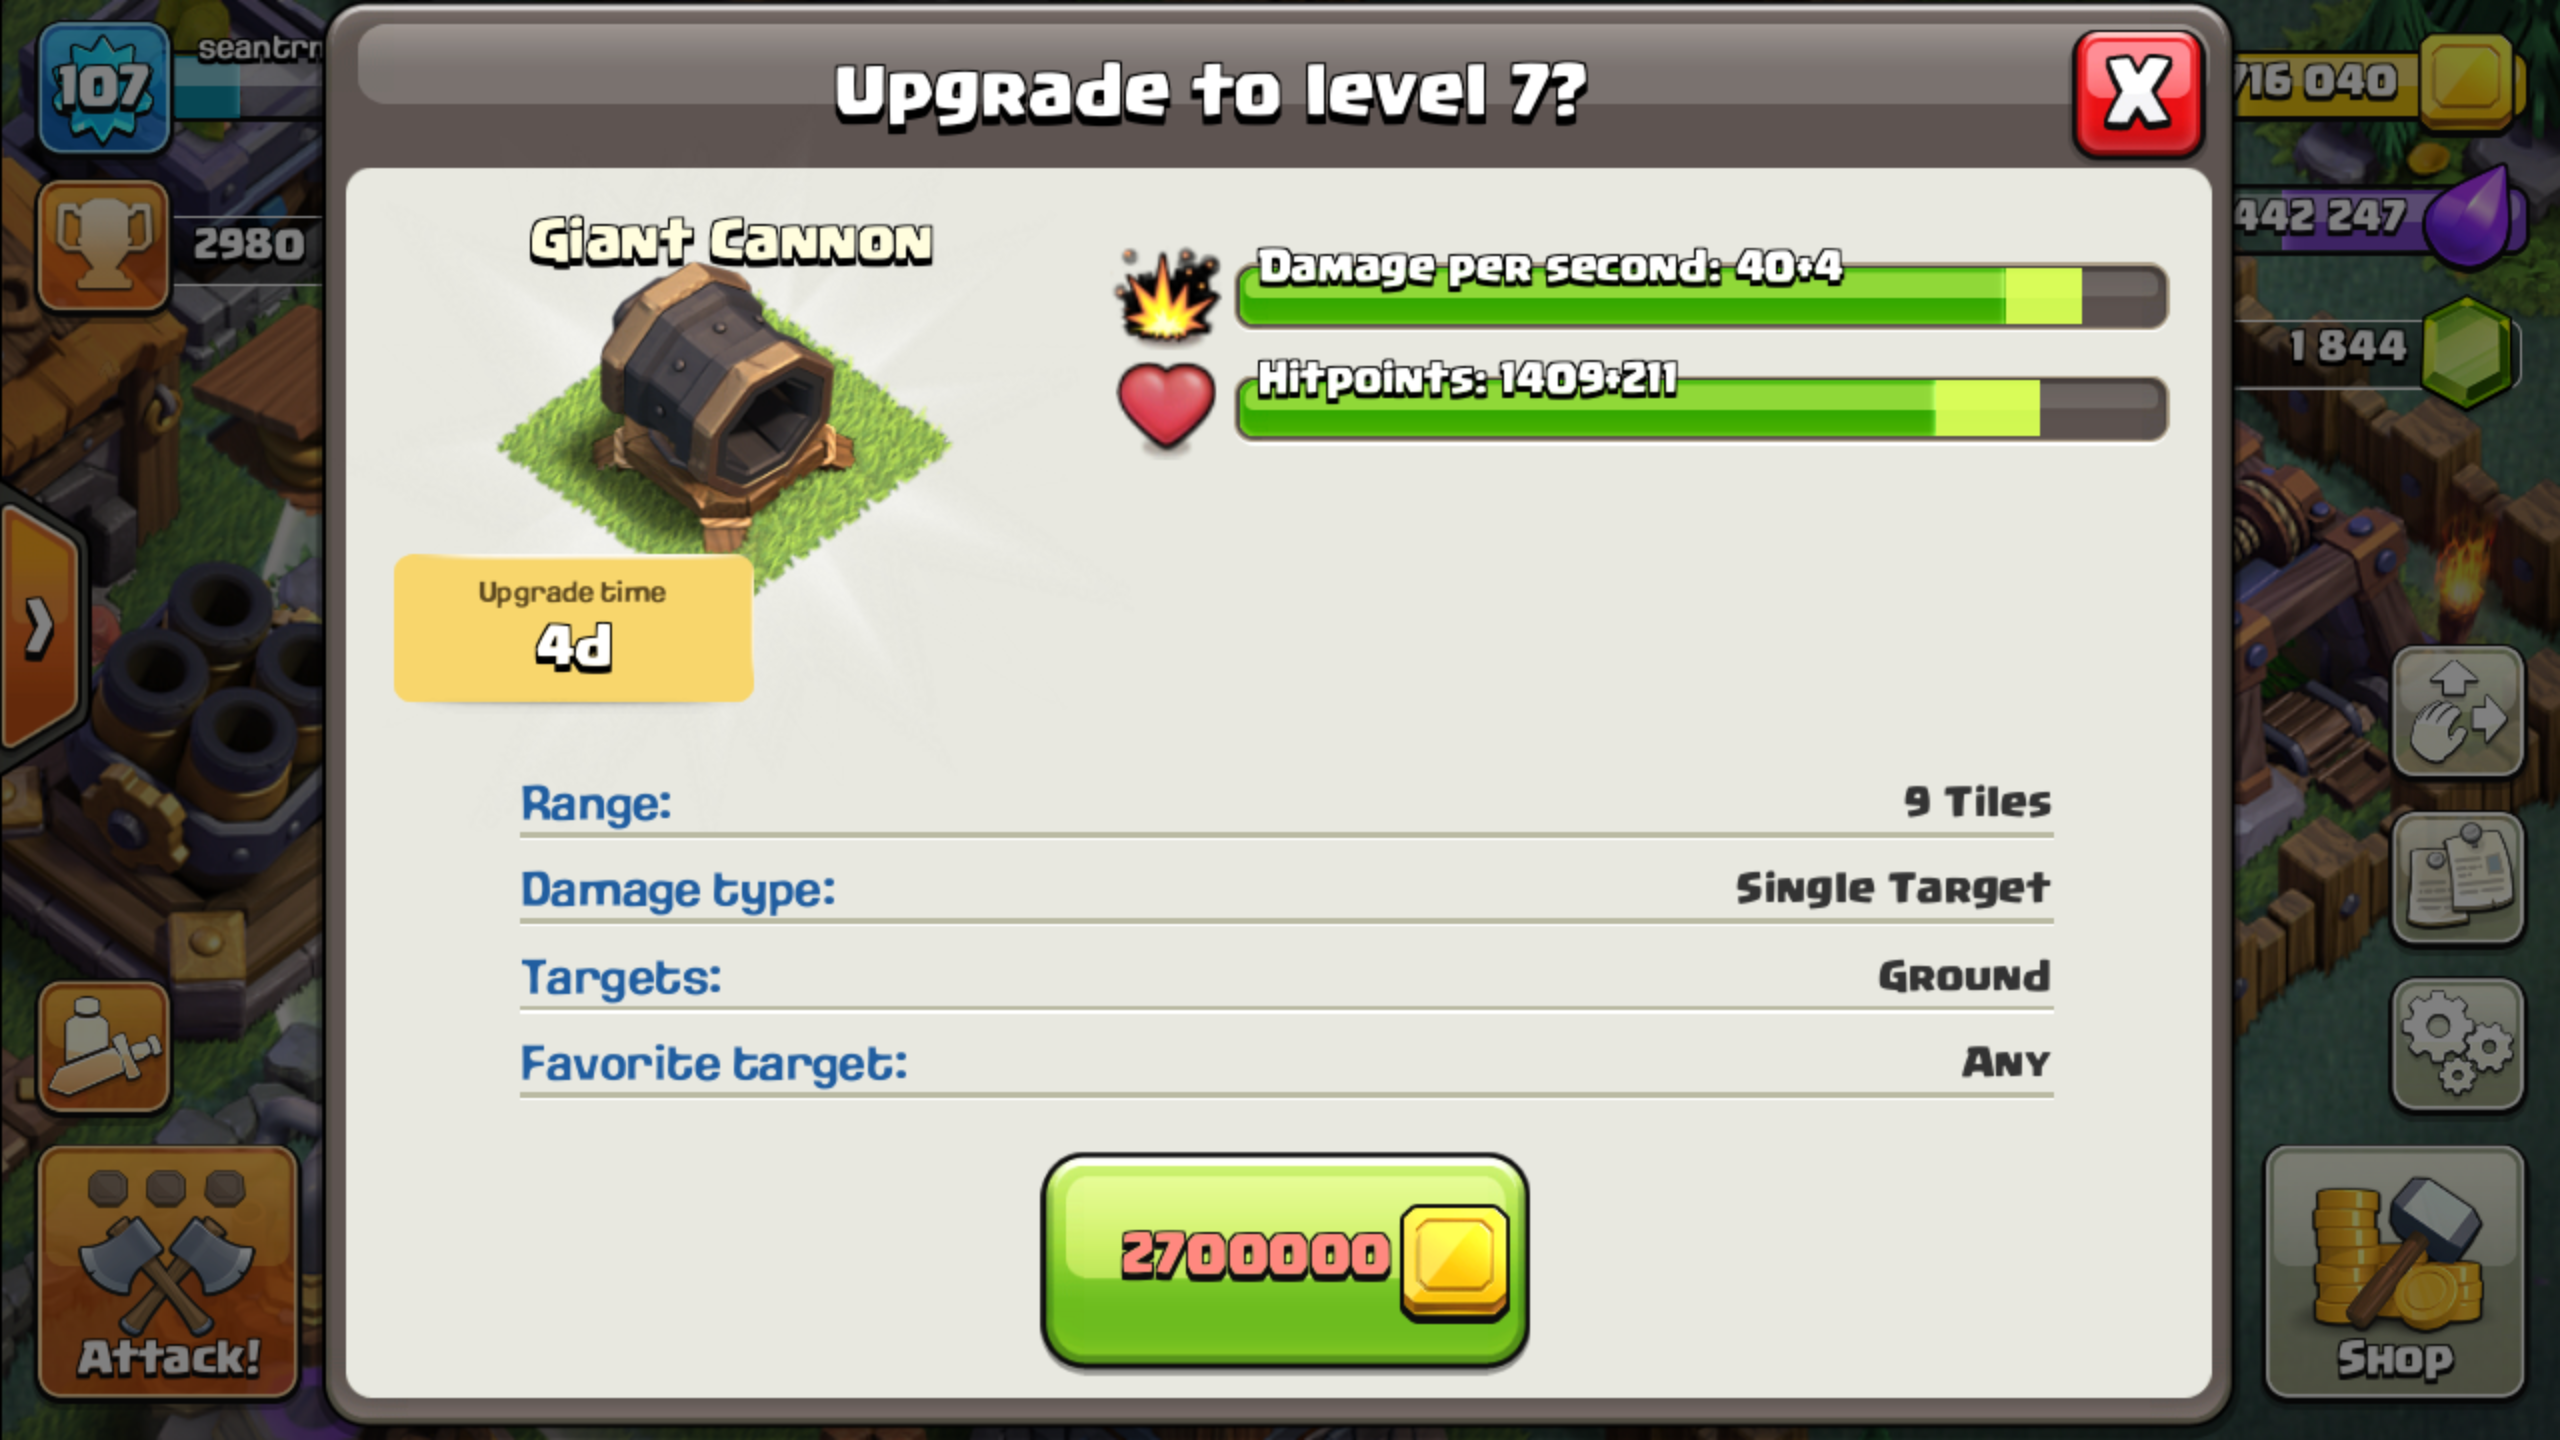 Upgrade to level 7?
X
107
2980
716 040
442 247
1 844
Giant Cannon
Damage per second: 40+4
Hitpoints: 1409+211
Upgrade time
4d
Range: 9 Tiles
Damage type: Single Target
Targets: Ground
Favorite target: Any
2700000
Attack!
Shop